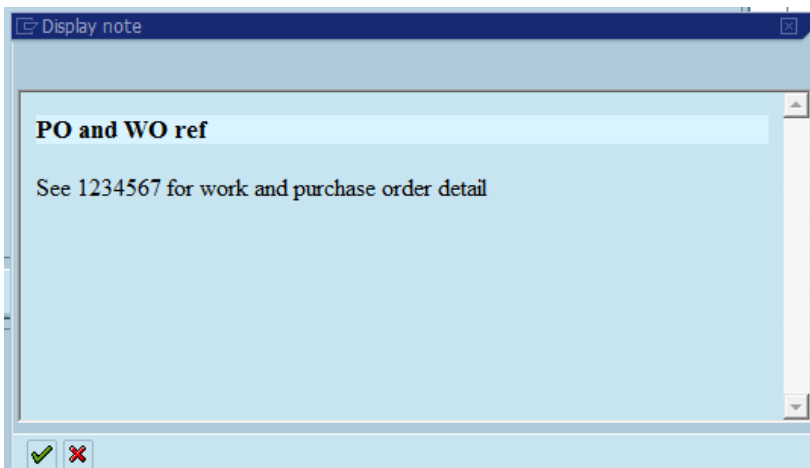 Display note
PO and WO ref
See 1234567 for work and purchase order detail